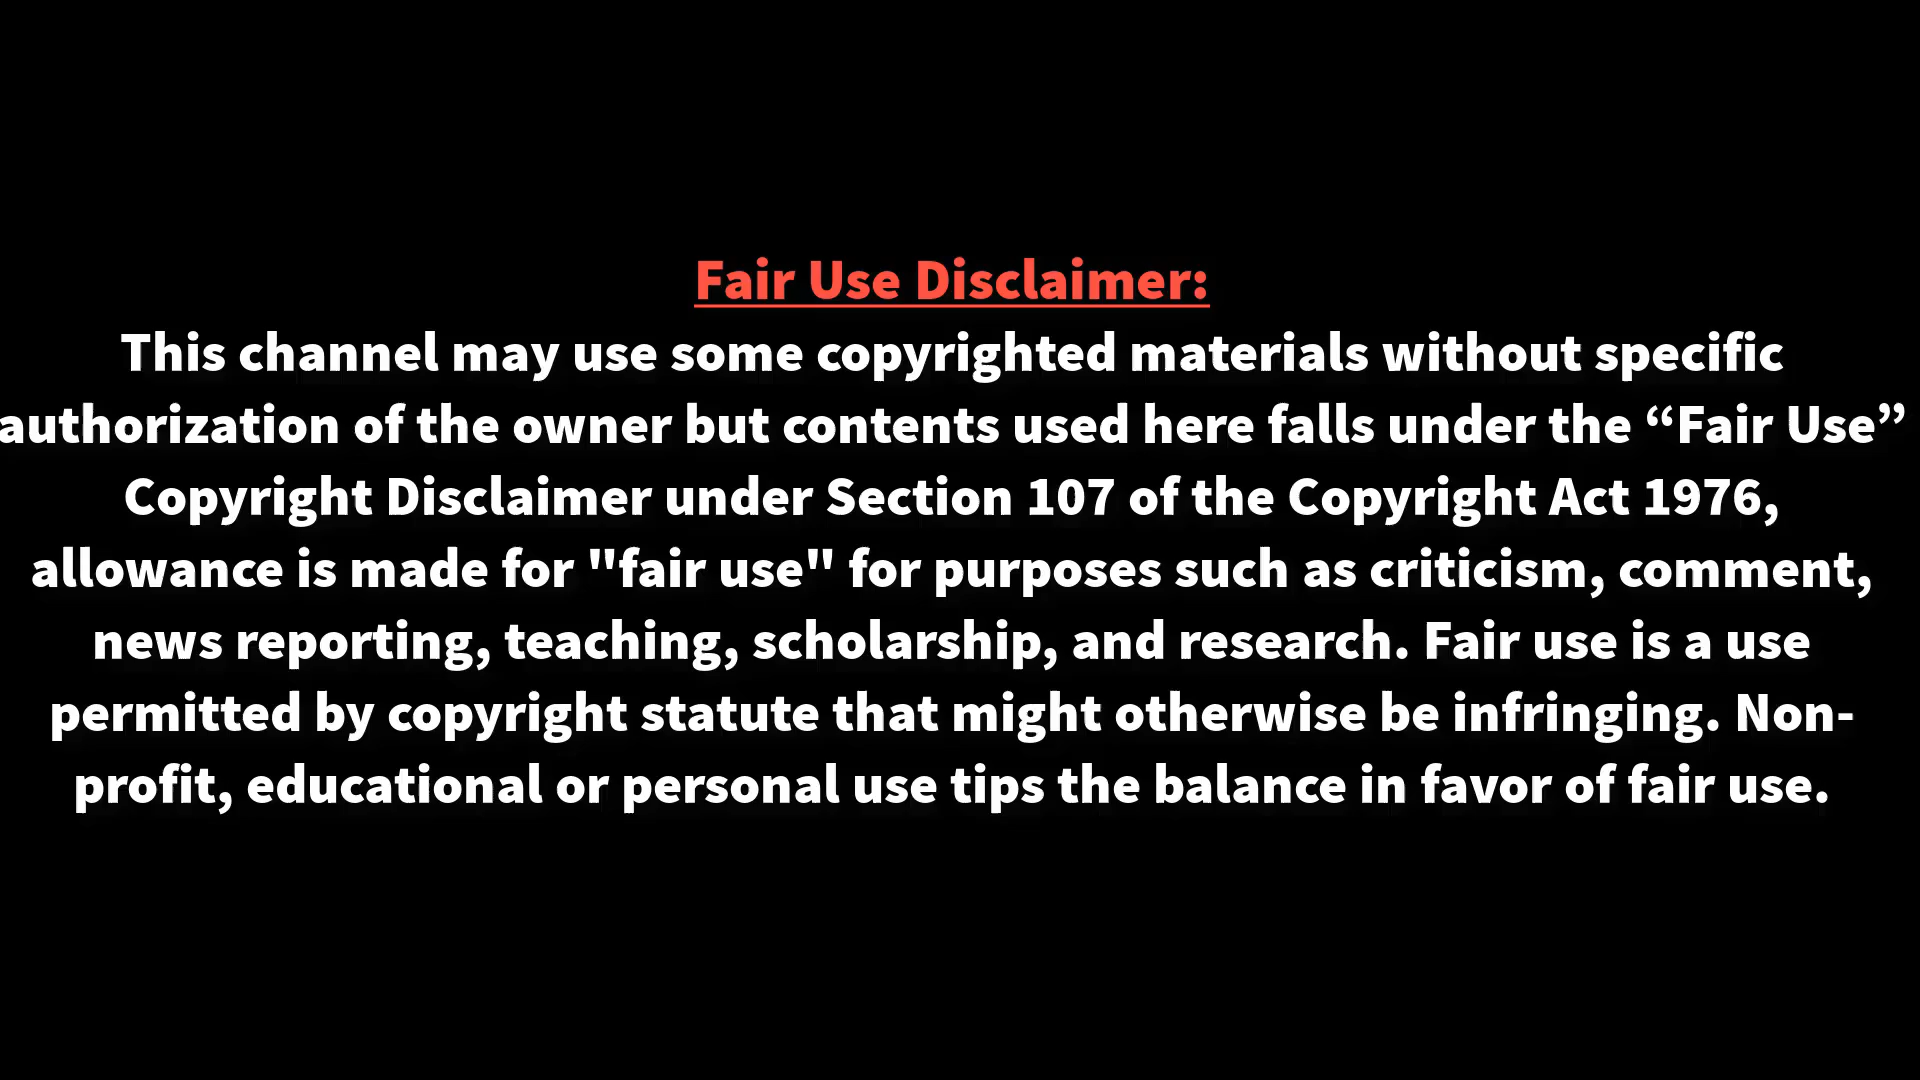 Fair Use Disclaimer:
This channel may use some copyrighted materials without specific
authorization of the owner but contents used here falls under the “Fair Use”
Copyright Disclaimer under Section 107 of the Copyright Act 1976,
allowance is made for "fair use" for purposes such as criticism, comment,
news reporting, teaching, scholarship, and research. Fair use is a use
permitted by copyright statute that might otherwise be infringing. Non-
profit, educational or personal use tips the balance in favor of fair use.